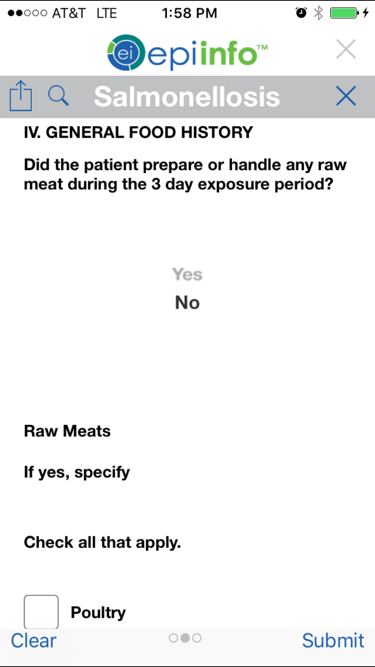 AT&T LTE 1:58 PM
ei epi info™
Salmonellosis
IV. GENERAL FOOD HISTORY
Did the patient prepare or handle any raw
meat during the 3 day exposure period?
Yes
No
Raw Meats
If yes, specify
Check all that apply.
Poultry
Clear Submit